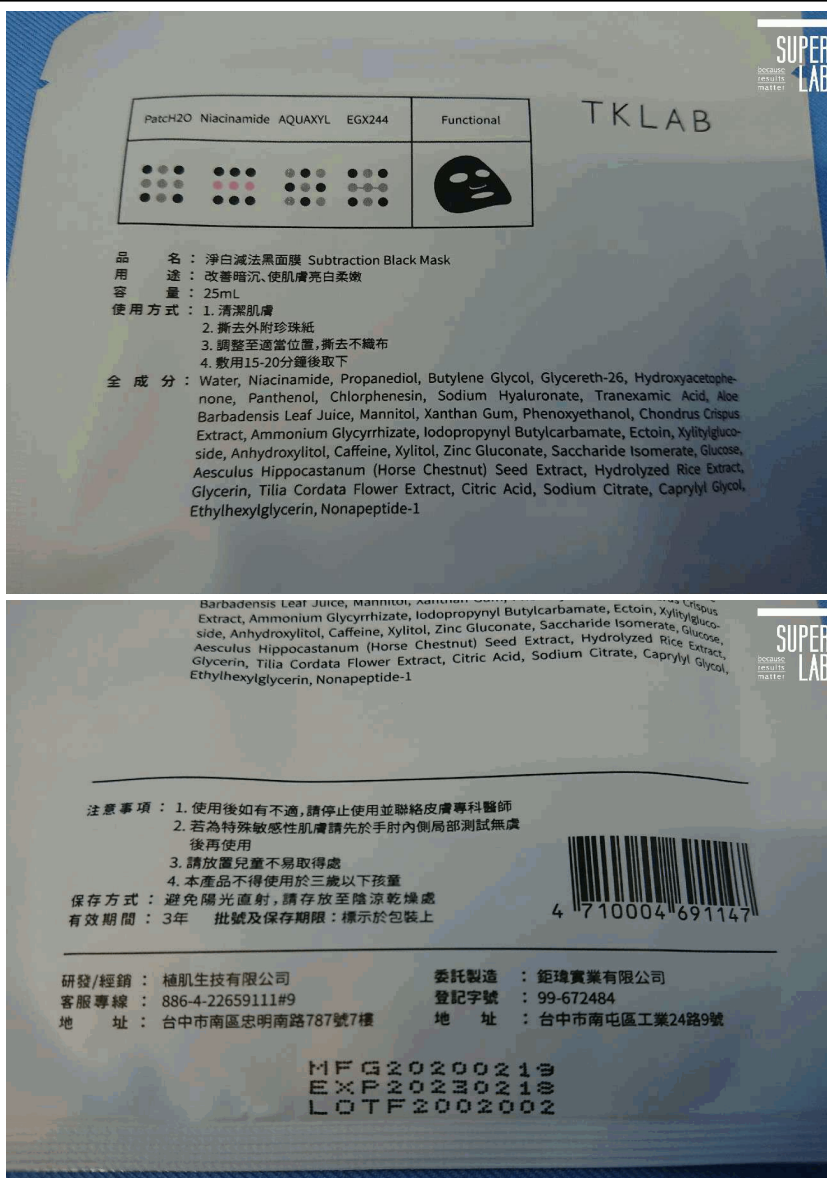 SUPER
LAB
because
results
matter
TKLAB
PatcH2O Niacinamide AQUAXYL EGX244 Functional
品名：淨白減法黑面膜 Subtraction Black Mask
用途：改善暗沉、使肌膚亮白柔嫩
容量：25mL
使用方式：1. 清潔肌膚
2. 撕去外附珍珠紙
3. 調整至適當位置，撕去不織布
4. 敷用15-20分鐘後取下
全成分：Water, Niacinamide, Propanediol, Butylene Glycol, Glycereth-26, Hydroxyacetophe-
none, Panthenol, Chlorphenesin, Sodium Hyaluronate, Tranexamic Acid, Aloe
Barbadensis Leaf Juice, Mannitol, Xanthan Gum, Phenoxyethanol, Chondrus Crispus
Extract, Ammonium Glycyrrhizate, Iodopropynyl Butylcarbamate, Ectoin, Xylitylgluco-
side, Anhydroxylitol, Caffeine, Xylitol, Zinc Gluconate, Saccharide Isomerate, Glucose,
Aesculus Hippocastanum (Horse Chestnut) Seed Extract, Hydrolyzed Rice Extract,
Glycerin, Tilia Cordata Flower Extract, Citric Acid, Sodium Citrate, Caprylyl Glycol,
Ethylhexylglycerin, Nonapeptide-1
SUPER
LAB
because
results
matter
Barbadensis Leaf Juice, Mannitol, Xanthan Gum, Crispus
Extract, Ammonium Glycyrrhizate, Iodopropynyl Butylcarbamate, Ectoin, Xylitylgluco-
side, Anhydroxylitol, Caffeine, Xylitol, Zinc Gluconate, Saccharide Isomerate, Glucose,
Aesculus Hippocastanum (Horse Chestnut) Seed Extract, Hydrolyzed Rice Extract,
Glycerin, Tilia Cordata Flower Extract, Citric Acid, Sodium Citrate, Caprylyl Glycol,
Ethylhexylglycerin, Nonapeptide-1
注意事項：1. 使用後如有不適，請停止使用並聯絡皮膚專科醫師
2. 若為特殊敏感性肌膚請先於手肘內側局部測試無虞
後再使用
3. 請放置兒童不易取得處
4. 本產品不得使用於三歲以下孩童
保存方式：避免陽光直射，請存放至陰涼乾燥處
有效期間：3年 批號及保存期限：標示於包裝上
4 710004 691147
研發/經銷：植肌生技有限公司
客服專線：886-4-22659111#9
地址：台中市南區忠明南路787號7樓
委託製造：鉅瑋實業有限公司
登記字號：99-672484
地址：台中市南屯區工業24路9號
MFG20200219
EXP20230218
LOTF2002002